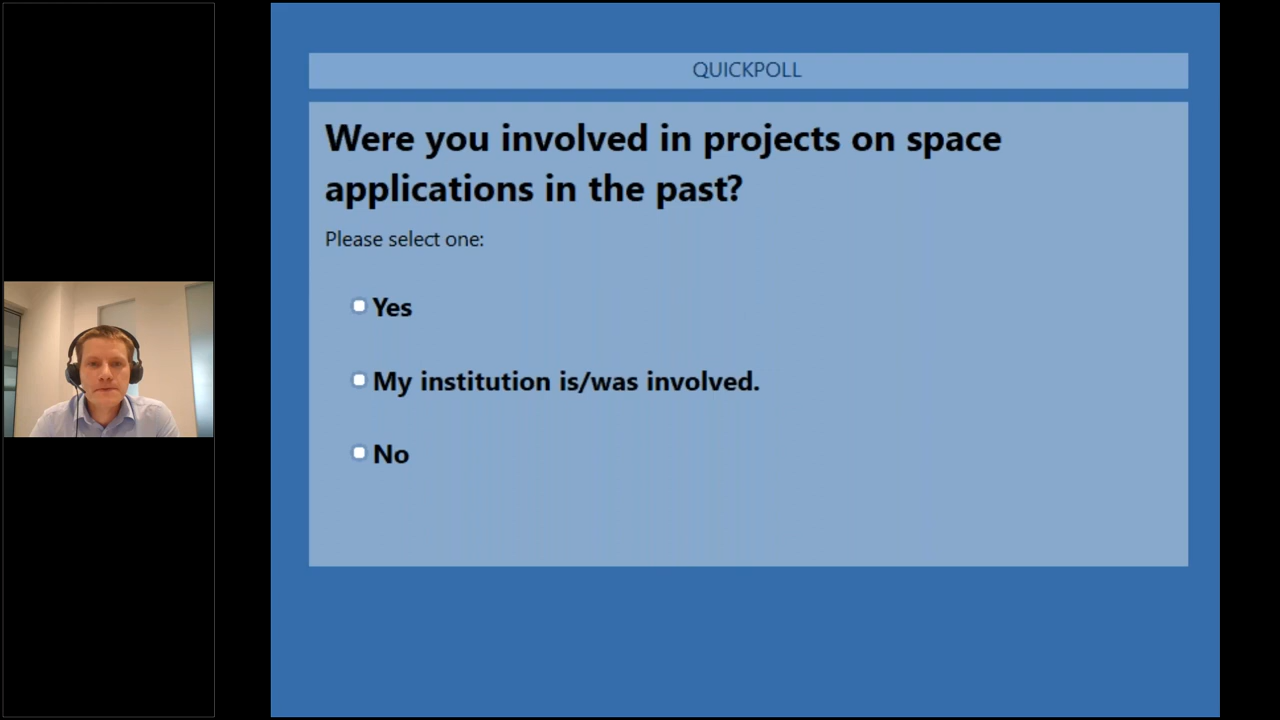 QUICKPOLL
Were you involved in projects on space
applications in the past?
Please select one:
Yes
My institution is/was involved.
No